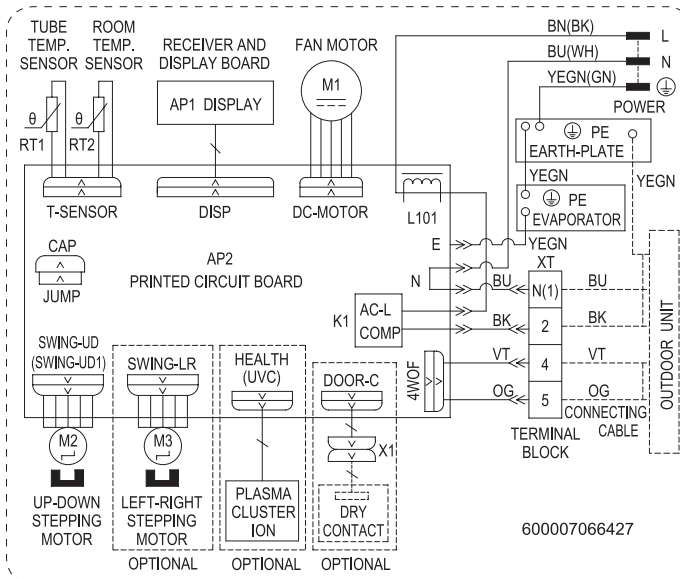 TUBE
TEMP.
SENSOR
ROOM
TEMP.
SENSOR
RECEIVER AND
DISPLAY BOARD
FAN MOTOR
BN(BK)
L
BU(WH)
N
YEGN(GN)
POWER
AP1 DISPLAY
M1
θ
RT1
θ
RT2
PE
EARTH-PLATE
YEGN
YEGN
PE
EVAPORATOR
T-SENSOR
DISP
DC-MOTOR
L101
E
YEGN
AP2
PRINTED CIRCUIT BOARD
CAP
JUMP
N
BU
XT
N(1)
BU
K1
AC-L
COMP
BK
2
BK
SWING-UD
(SWING-UD1)
SWING-LR
HEALTH
(UVC)
DOOR-C
4WOF
VT
4
VT
OG
5
OG
CONNECTING
CABLE
OUTDOOR UNIT
TERMINAL
BLOCK
M2
M3
X1
UP-DOWN
STEPPING
MOTOR
LEFT-RIGHT
STEPPING
MOTOR
PLASMA
CLUSTER
ION
DRY
CONTACT
OPTIONAL
OPTIONAL
OPTIONAL
600007066427